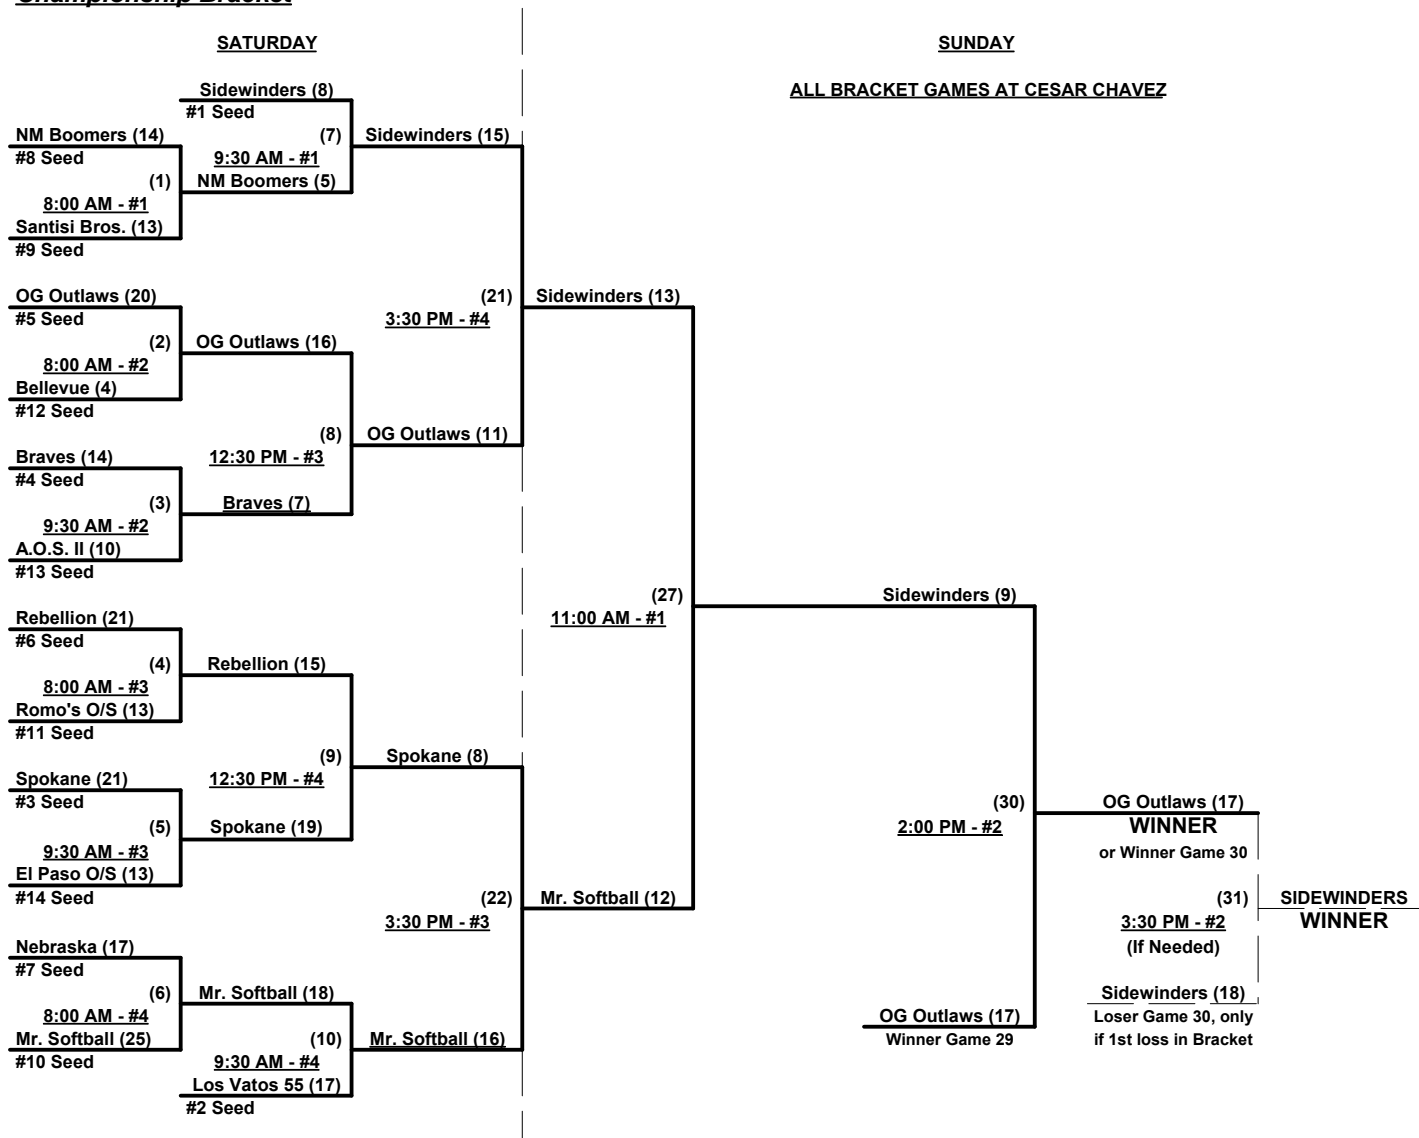 Championship Bracket
SATURDAY
SUNDAY
ALL BRACKET GAMES AT CESAR CHAVEZ
Sidewinders (8)
#1 Seed
NM Boomers (14)
#8 Seed
(7)
9:30 AM - #1
Sidewinders (15)
(1)
8:00 AM - #1
NM Boomers (5)
Santisi Bros. (13)
#9 Seed
OG Outlaws (20)
#5 Seed
(21)
3:30 PM - #4
Sidewinders (13)
(2)
8:00 AM - #2
OG Outlaws (16)
Bellevue (4)
#12 Seed
(8)
12:30 PM - #3
OG Outlaws (11)
Braves (14)
#4 Seed
(3)
9:30 AM - #2
Braves (7)
A.O.S. II (10)
#13 Seed
(27)
11:00 AM - #1
Sidewinders (9)
Rebellion (21)
#6 Seed
(4)
8:00 AM - #3
Rebellion (15)
Romo's O/S (13)
#11 Seed
(9)
12:30 PM - #4
Spokane (8)
Spokane (21)
#3 Seed
(5)
9:30 AM - #3
Spokane (19)
El Paso O/S (13)
#14 Seed
(30)
2:00 PM - #2
OG Outlaws (17)
WINNER
or Winner Game 30
(22)
3:30 PM - #3
Mr. Softball (12)
(31)
3:30 PM - #2
(If Needed)
SIDEWINDERS
WINNER
Nebraska (17)
#7 Seed
(6)
8:00 AM - #4
Mr. Softball (18)
Mr. Softball (25)
#10 Seed
(10)
9:30 AM - #4
Mr. Softball (16)
Los Vatos 55 (17)
#2 Seed
OG Outlaws (17)
Winner Game 29
Sidewinders (18)
Loser Game 30, only
if 1st loss in Bracket